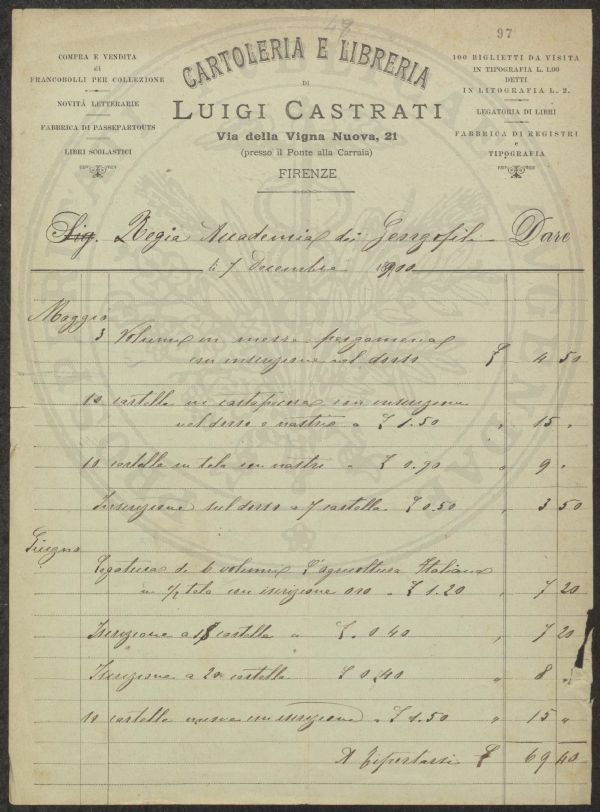 49
97
COMPRA E VENDITA
di
FRANCOBOLLI PER COLLEZIONE
NOVITÀ LETTERARIE
FABBRICA DI PASSEPARTOUTS
LIBRI SCOLASTICI
CARTOLERIA E LIBRERIA
DI
LUIGI CASTRATI
Via della Vigna Nuova, 21
(presso il Ponte alla Carraia)
FIRENZE
100 BIGLIETTI DA VISITA
IN TIPOGRAFIA L. 1.00
DETTI
IN LITOGRAFIA L. 2.
LEGATORIA DI LIBRI
FABBRICA DI REGISTRI
e
TIPOGRAFIA
Sig. Regia Accademia dei Georgofili Dare
li 7 Decembre 1900
Maggio
3 Volumi in mezza pergamena
con inscrizione nel dorso £ 4 50
10 cartelle in cartapecora con inscrizione
nel dorso e nastri a £ 1.50 " 15 "
10 cartelle in tela con nastri a £ 0.90 " 9 "
Inscrizione sul dorso a 7 cartelle £ 0.50 " 3 50
Giugno
Legatura di 6 volumi L'agricoltura Italiana
in 1/2 tela con iscrizione oro a £ 1.20 " 7 20
Iscrizione a 18 cartelle " £ 0 40 " 7 20
Iscrizione a 20 cartelle £ 0,40 " 8 "
10 cartelle nuove con iscrizione a £ 1.50 " 15 "
A Riportarsi £ 69 40